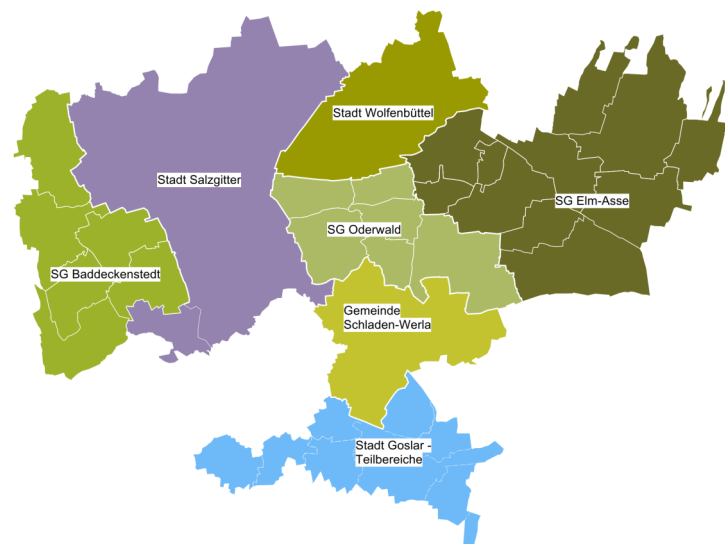 Stadt Wolfenbüttel
Stadt Salzgitter
SG Elm-Asse
SG Oderwald
SG Baddeckenstedt
Gemeinde
Schladen-Werla
Stadt Goslar -
Teilbereiche